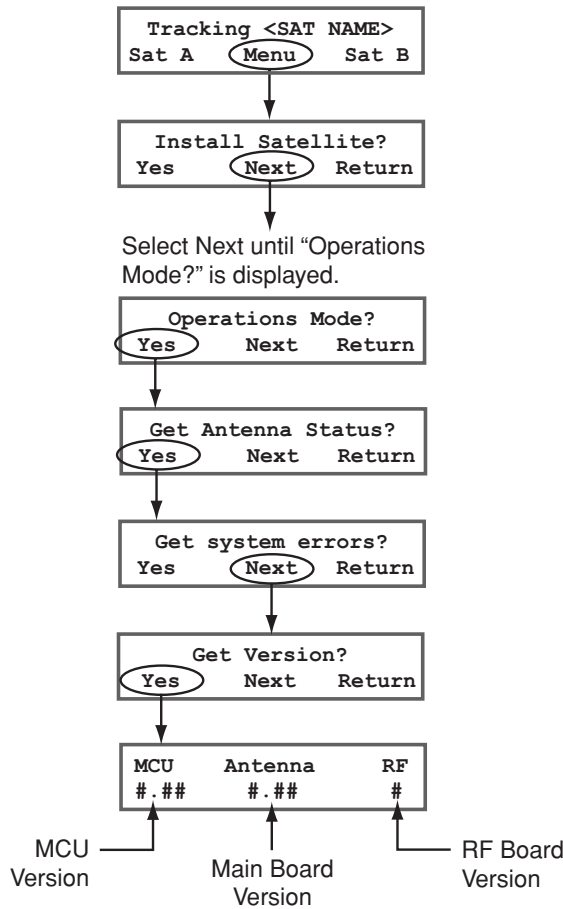 Tracking <SAT NAME>
Sat A Menu Sat B
Install Satellite?
Yes Next Return
Select Next until “Operations
Mode?” is displayed.
Operations Mode?
Yes Next Return
Get Antenna Status?
Yes Next Return
Get system errors?
Yes Next Return
Get Version?
Yes Next Return
MCU Antenna RF
#.## #.## #
MCU
Version
Main Board
Version
RF Board
Version